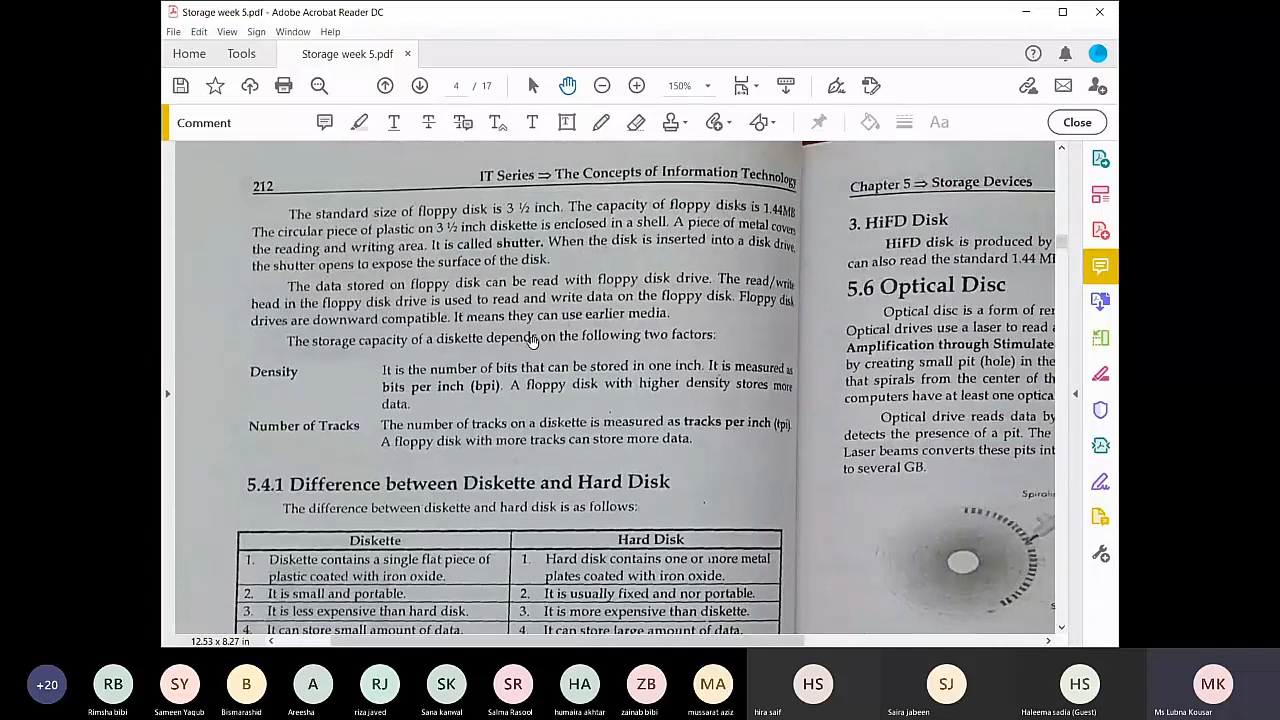 Storage week 5.pdf - Adobe Acrobat Reader DC
File Edit View Sign Window Help
Home Tools Storage week 5.pdf
4 / 17 150%
Comment Close
212 IT Series ⇒ The Concepts of Information Technology
The standard size of floppy disk is 3 ½ inch. The capacity of floppy disks is 1.44MB
The circular piece of plastic on 3 ½ inch diskette is enclosed in a shell. A piece of metal covers
the reading and writing area. It is called shutter. When the disk is inserted into a disk drive,
the shutter opens to expose the surface of the disk.
The data stored on floppy disk can be read with floppy disk drive. The read/write
head in the floppy disk drive is used to read and write data on the floppy disk. Floppy disk
drives are downward compatible. It means they can use earlier media.
The storage capacity of a diskette depends on the following two factors:
Density It is the number of bits that can be stored in one inch. It is measured as
bits per inch (bpi). A floppy disk with higher density stores more
data.
Number of Tracks The number of tracks on a diskette is measured as tracks per inch (tpi).
A floppy disk with more tracks can store more data.
5.4.1 Difference between Diskette and Hard Disk
The difference between diskette and hard disk is as follows:
Diskette Hard Disk
1. Diskette contains a single flat piece of 1. Hard disk contains one or more metal
plastic coated with iron oxide. plates coated with iron oxide.
2. It is small and portable. 2. It is usually fixed and nor portable.
3. It is less expensive than hard disk. 3. It is more expensive than diskette.
4. It can store small amount of data. 4. It can store large amount of data.
Chapter 5 ⇒ Storage Devices
3. HiFD Disk
HiFD disk is produced by
can also read the standard 1.44 M
5.6 Optical Disc
Optical disc is a form of re
Optical drives use a laser to read
Amplification through Stimulate
by creating small pit (hole) in the
that spirals from the center of th
computers have at least one optica
Optical drive reads data by
detects the presence of a pit. The
Laser beams converts these pits int
to several GB.
Spirali
12.53 x 8.27 in
+20 RB SY B A RJ SK SR HA ZB MA HS SJ HS MK
Rimsha bibi Sameen Yaqub Bismarashid Areesha riza javed Sana kanwal Salma Rasool humaira akhtar zainab bibi mussarat aziz hira saif Saira jabeen Haleema sadia (Guest) Ms Lubna Kousar